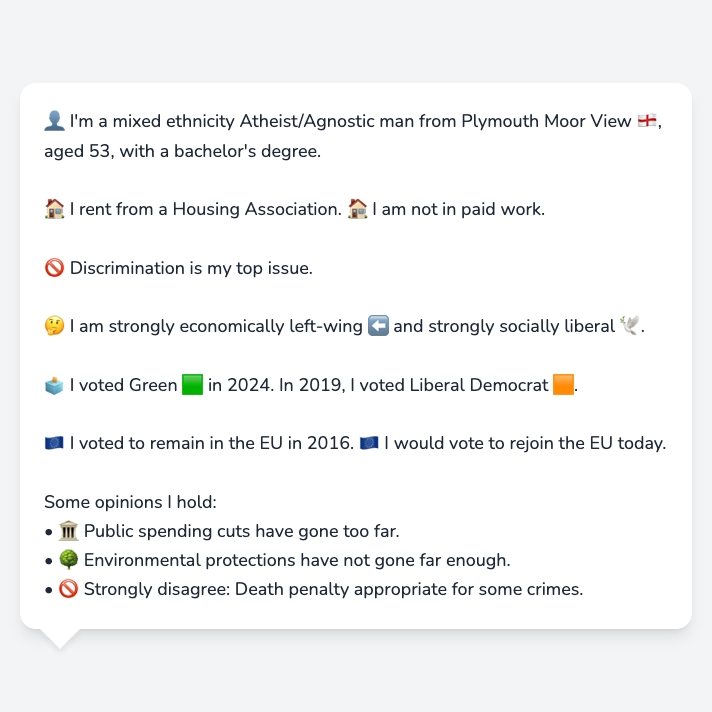 👤 I'm a mixed ethnicity Atheist/Agnostic man from Plymouth Moor View 🏴󠁧󠁢󠁥󠁮󠁧󠁿,
aged 53, with a bachelor's degree.
🏠 I rent from a Housing Association. 🏠 I am not in paid work.
🚫 Discrimination is my top issue.
🤔 I am strongly economically left-wing ⬅️ and strongly socially liberal 🕊️.
🗳️ I voted Green 🟩 in 2024. In 2019, I voted Liberal Democrat 🟧.
🇪🇺 I voted to remain in the EU in 2016. 🇪🇺 I would vote to rejoin the EU today.
Some opinions I hold:
• 🏛️ Public spending cuts have gone too far.
• 🌳 Environmental protections have not gone far enough.
• 🚫 Strongly disagree: Death penalty appropriate for some crimes.